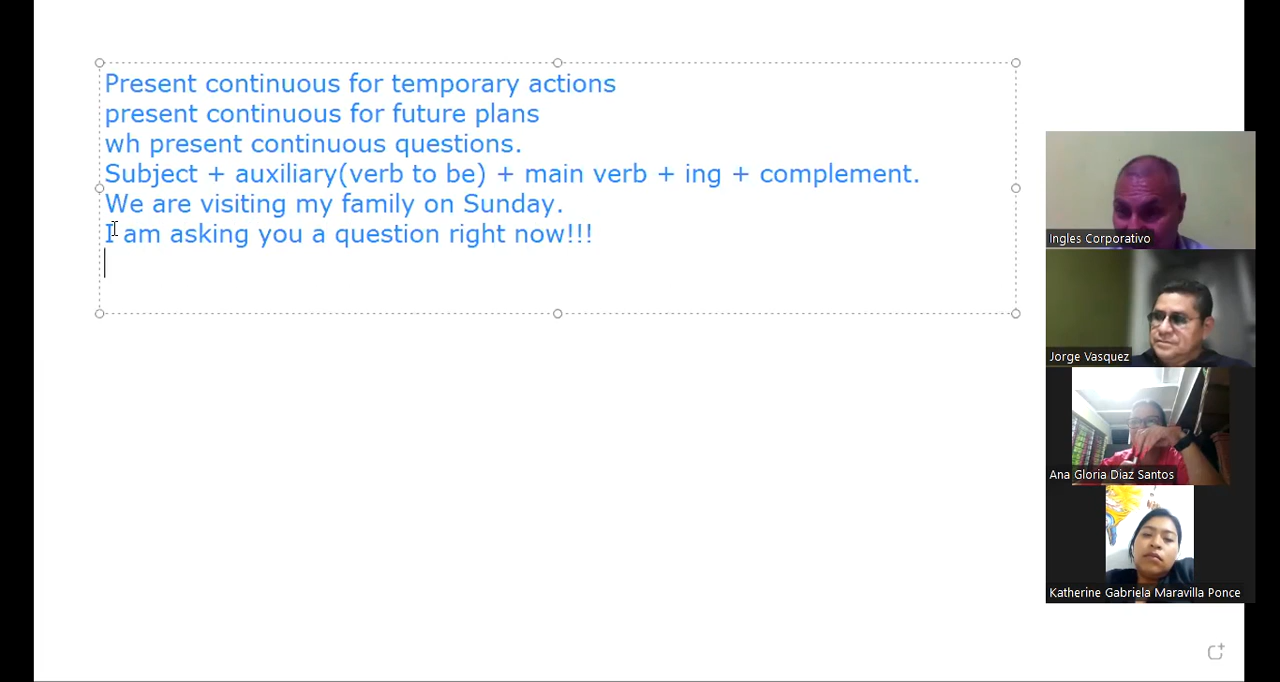 Present continuous for temporary actions
present continuous for future plans
wh present continuous questions.
Subject + auxiliary(verb to be) + main verb + ing + complement.
We are visiting my family on Sunday.
I am asking you a question right now!!!
Ingles Corporativo
Jorge Vasquez
Ana Gloria Diaz Santos
Katherine Gabriela Maravilla Ponce